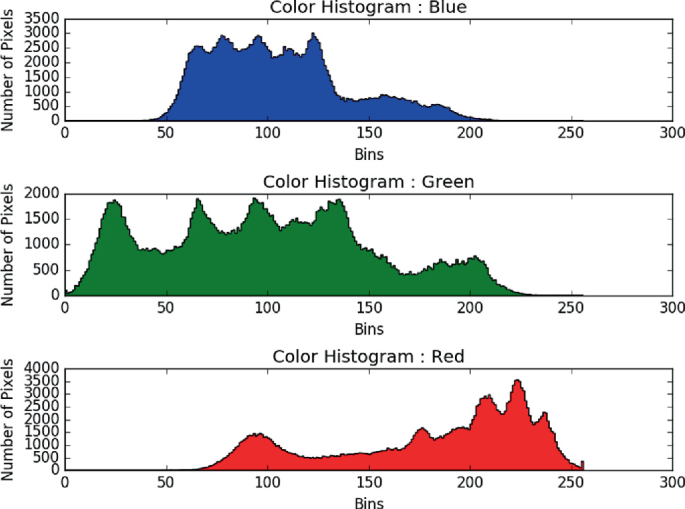 Color Histogram : Blue
Number of Pixels
3500
3000
2500
2000
1500
1000
500
0
0 50 100 150 200 250 300
Bins
Color Histogram : Green
Number of Pixels
2000
1500
1000
500
0
0 50 100 150 200 250 300
Bins
Color Histogram : Red
Number of Pixels
4000
3500
3000
2500
2000
1500
1000
500
0
0 50 100 150 200 250 300
Bins